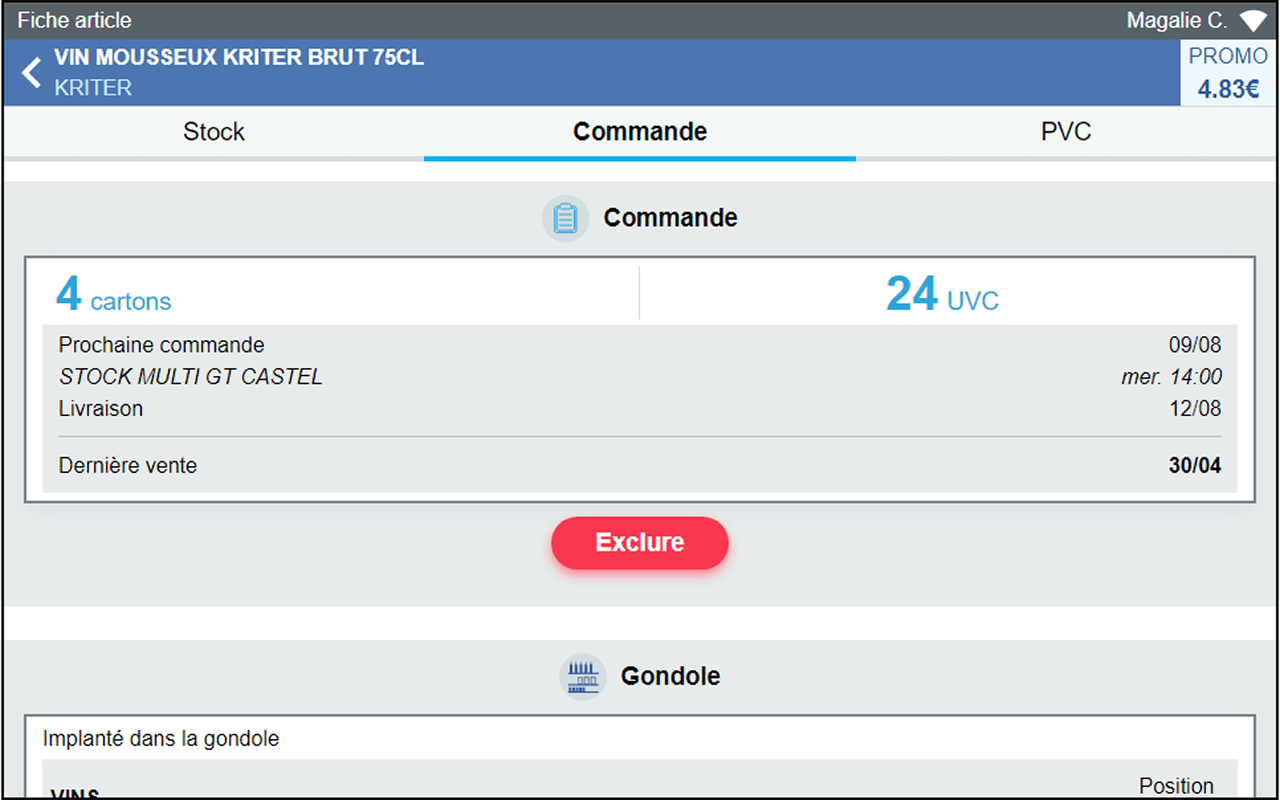 Fiche article
Magalie C.
VIN MOUSSEUX KRITER BRUT 75CL
KRITER
PROMO
4.83€
Stock
Commande
PVC
Commande
4 cartons
24 UVC
Prochaine commande 09/08
STOCK MULTI GT CASTEL mer. 14:00
Livraison 12/08
Dernière vente 30/04
Exclure
Gondole
Implanté dans la gondole
VINS
Position